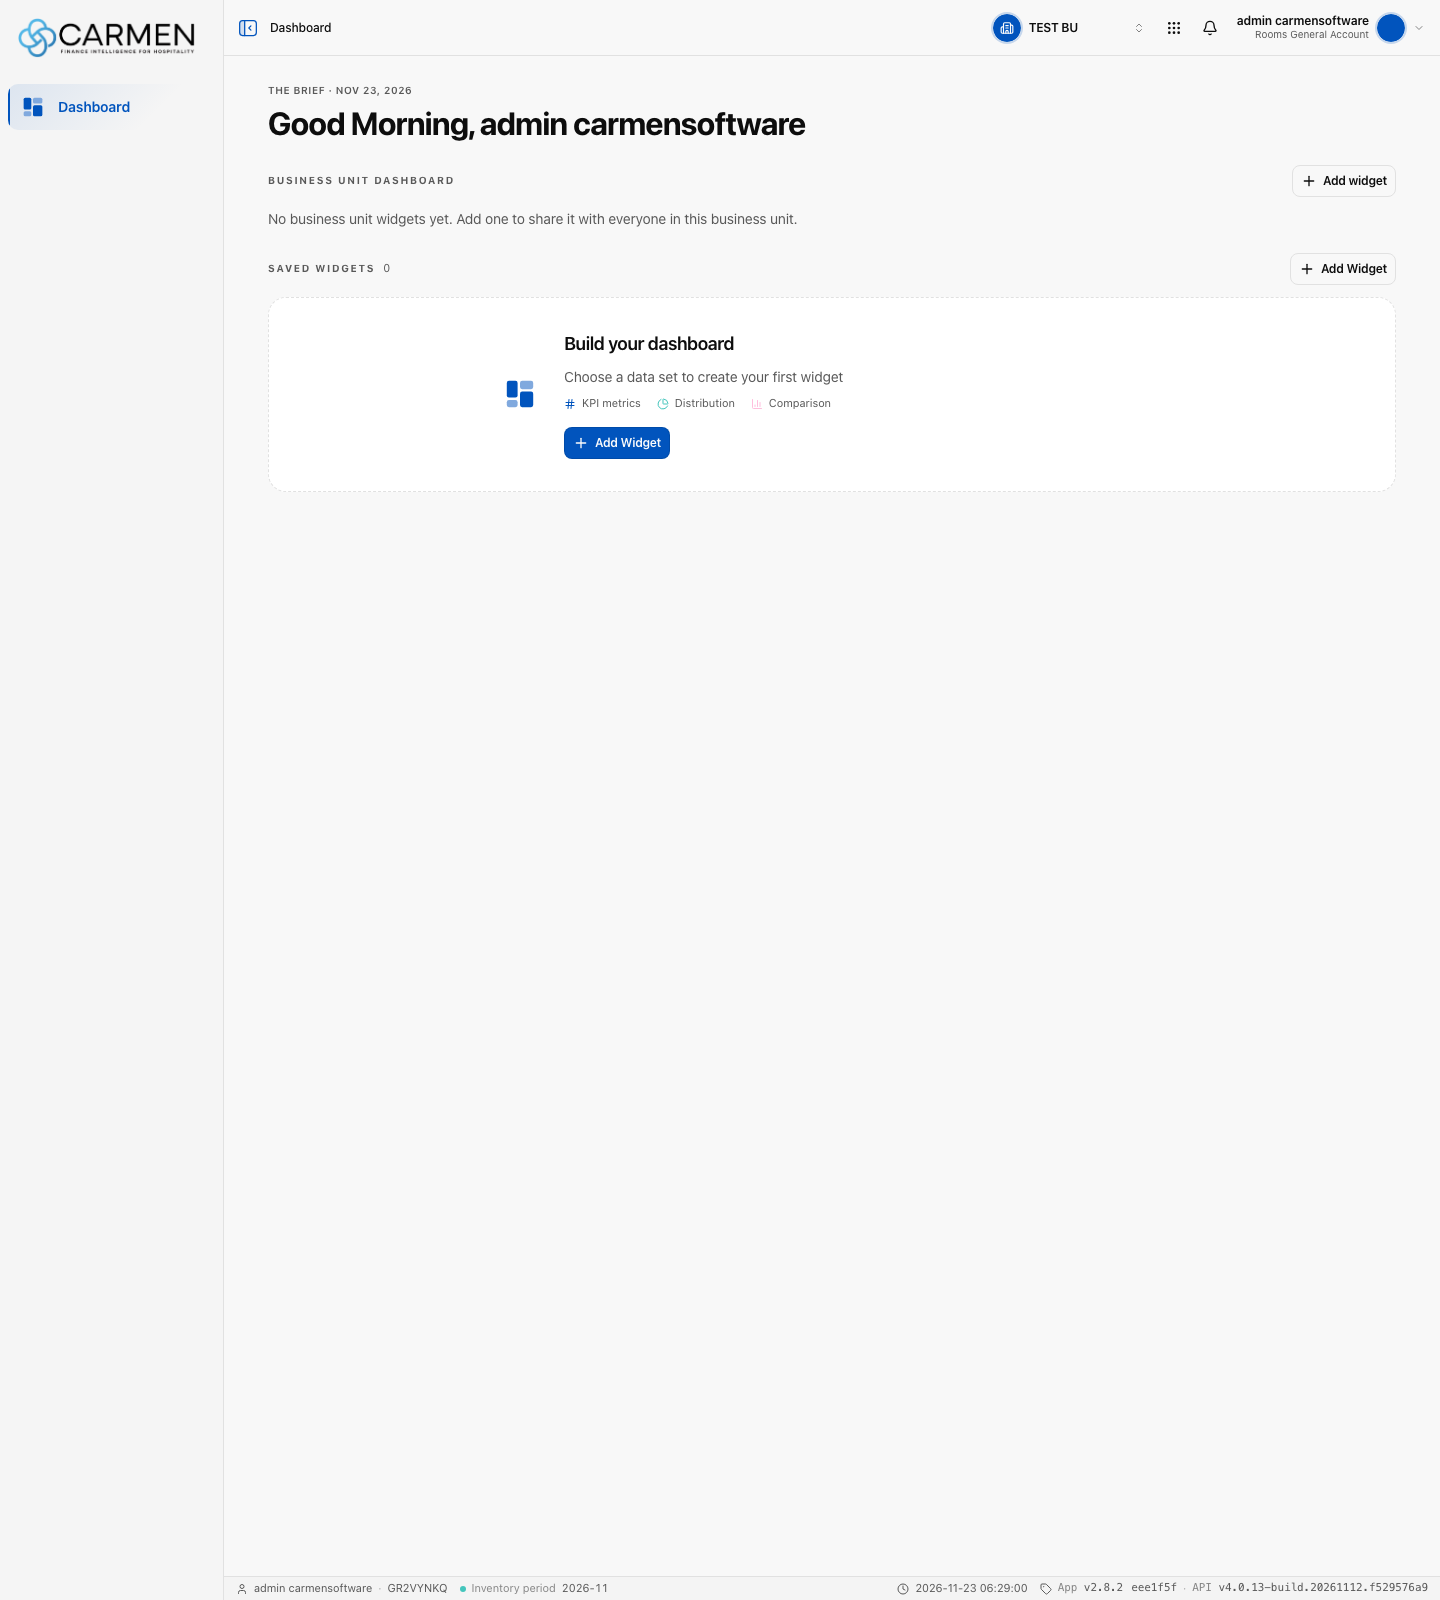 CARMEN
FINANCE INTELLIGENCE FOR HOSPITALITY
Dashboard
Dashboard
TEST BU
admin carmensoftware
Rooms General Account
THE BRIEF · NOV 23, 2026
Good Morning, admin carmensoftware
BUSINESS UNIT DASHBOARD
Add widget
No business unit widgets yet. Add one to share it with everyone in this business unit.
SAVED WIDGETS 0
Add Widget
Build your dashboard
Choose a data set to create your first widget
KPI metrics Distribution Comparison
Add Widget
admin carmensoftware · GR2VYNKQ Inventory period 2026-11
2026-11-23 06:29:00 App v2.8.2 eee1f5f · API v4.0.13-build.20261112.f529576a9